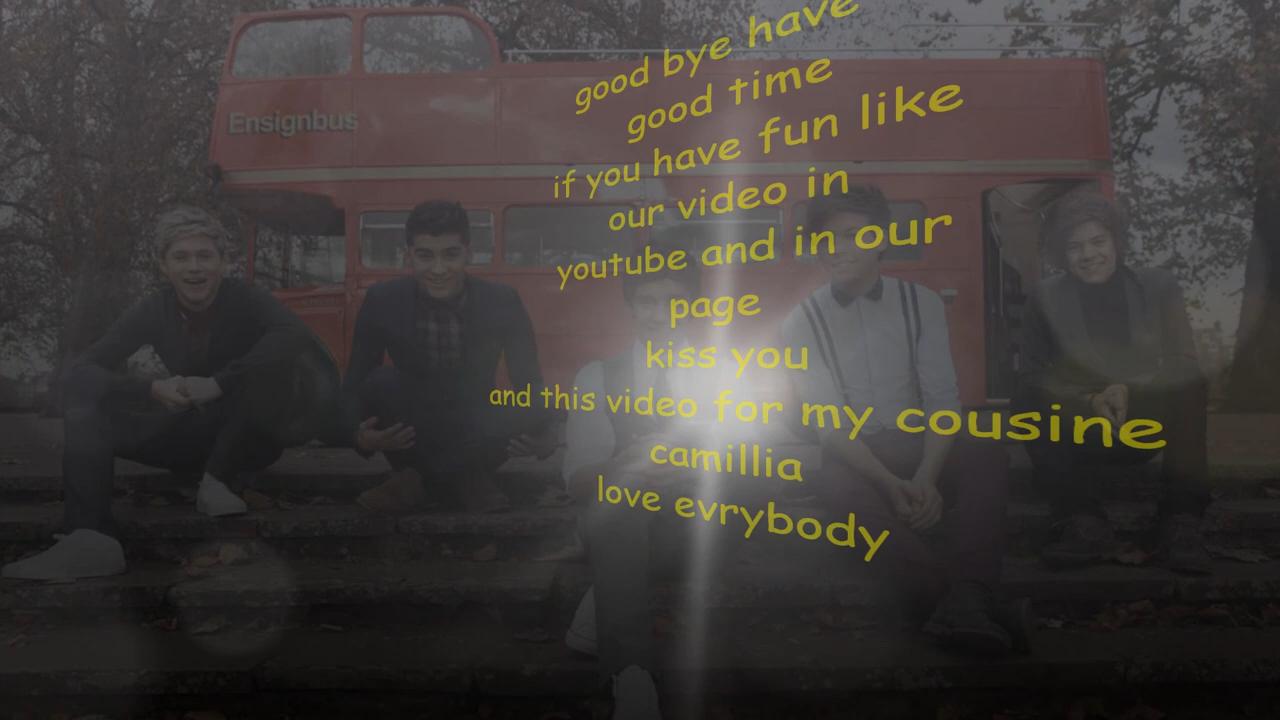 good bye have
good time
if you have fun like
our video in
youtube and in our
page
kiss you
and this video for my cousine
camillia
love evrybody
Ensignbus